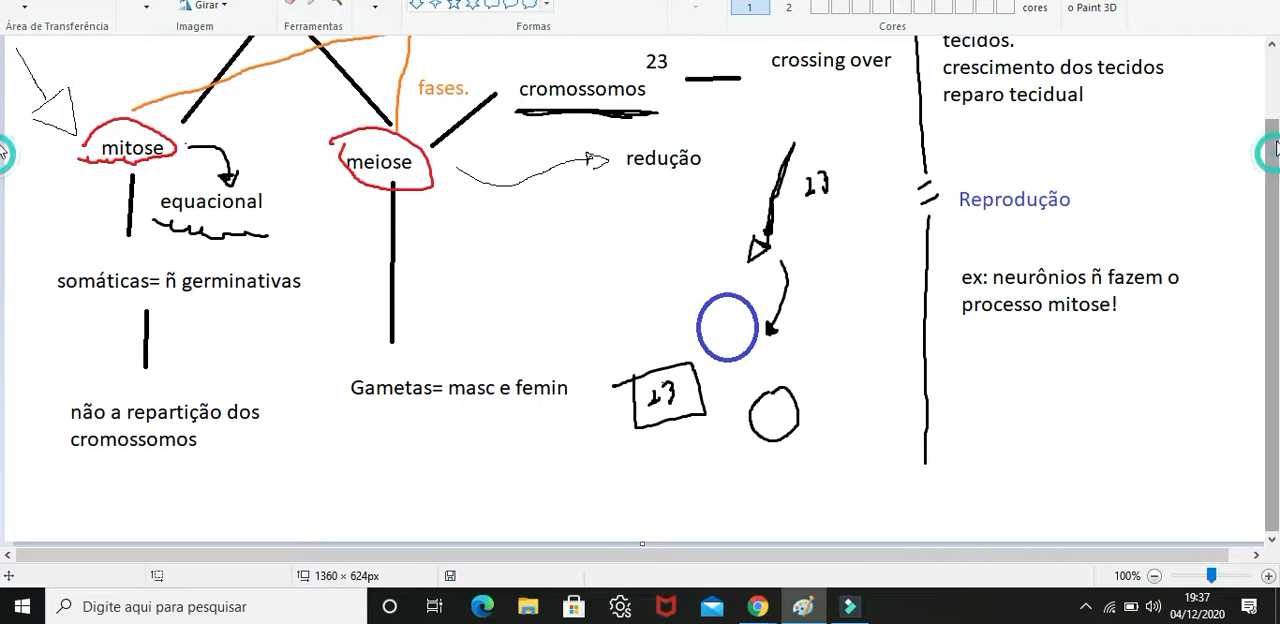 Girar
cores
o Paint 3D
1
2
Área de Transferência
Imagem
Ferramentas
Formas
Cores
tecidos.
crescimento dos tecidos
reparo tecidual
23
crossing over
fases.
cromossomos
mitose
meiose
redução
equacional
23
Reprodução
somáticas= ñ germinativas
ex: neurônios ñ fazem o
processo mitose!
Gametas= masc e femin
23
não a repartição dos
cromossomos
1360 × 624px
100%
Digite aqui para pesquisar
19:37
04/12/2020